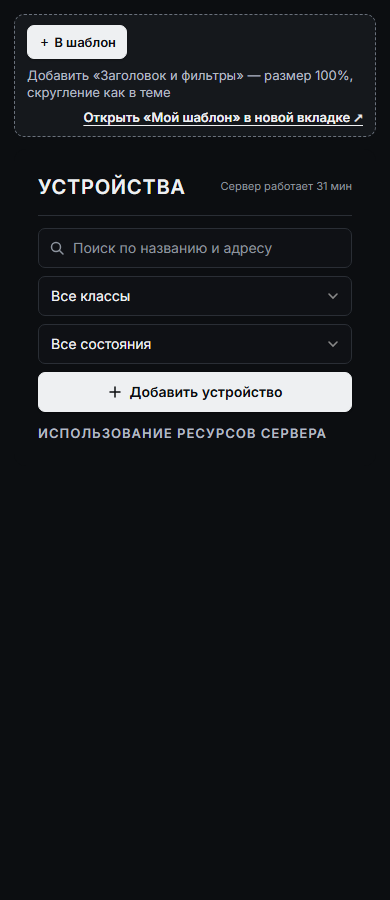 + В шаблон
Добавить «Заголовок и фильтры» — размер 100%,
скругление как в теме
Открыть «Мой шаблон» в новой вкладке ↗
УСТРОЙСТВА
Сервер работает 31 мин
Поиск по названию и адресу
Все классы
Все состояния
+ Добавить устройство
ИСПОЛЬЗОВАНИЕ РЕСУРСОВ СЕРВЕРА